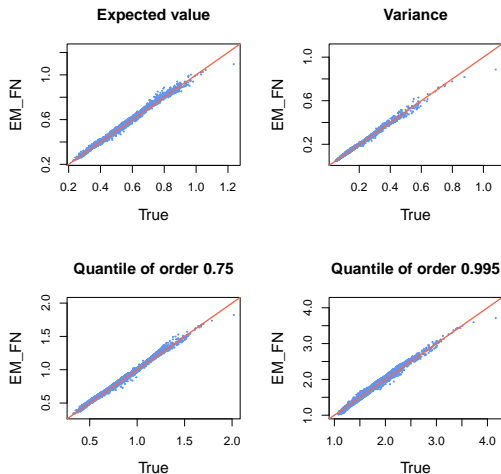 Expected value
EM_FN
1.0
0.6
0.2
0.2 0.4 0.6 0.8 1.0 1.2
True
Variance
EM_FN
1.0
0.6
0.2
0.2 0.4 0.6 0.8 1.0
True
Quantile of order 0.75
EM_FN
2.0
1.5
1.0
0.5
0.5 1.0 1.5 2.0
True
Quantile of order 0.995
EM_FN
4.0
3.0
2.0
1.0
1.0 2.0 3.0 4.0
True